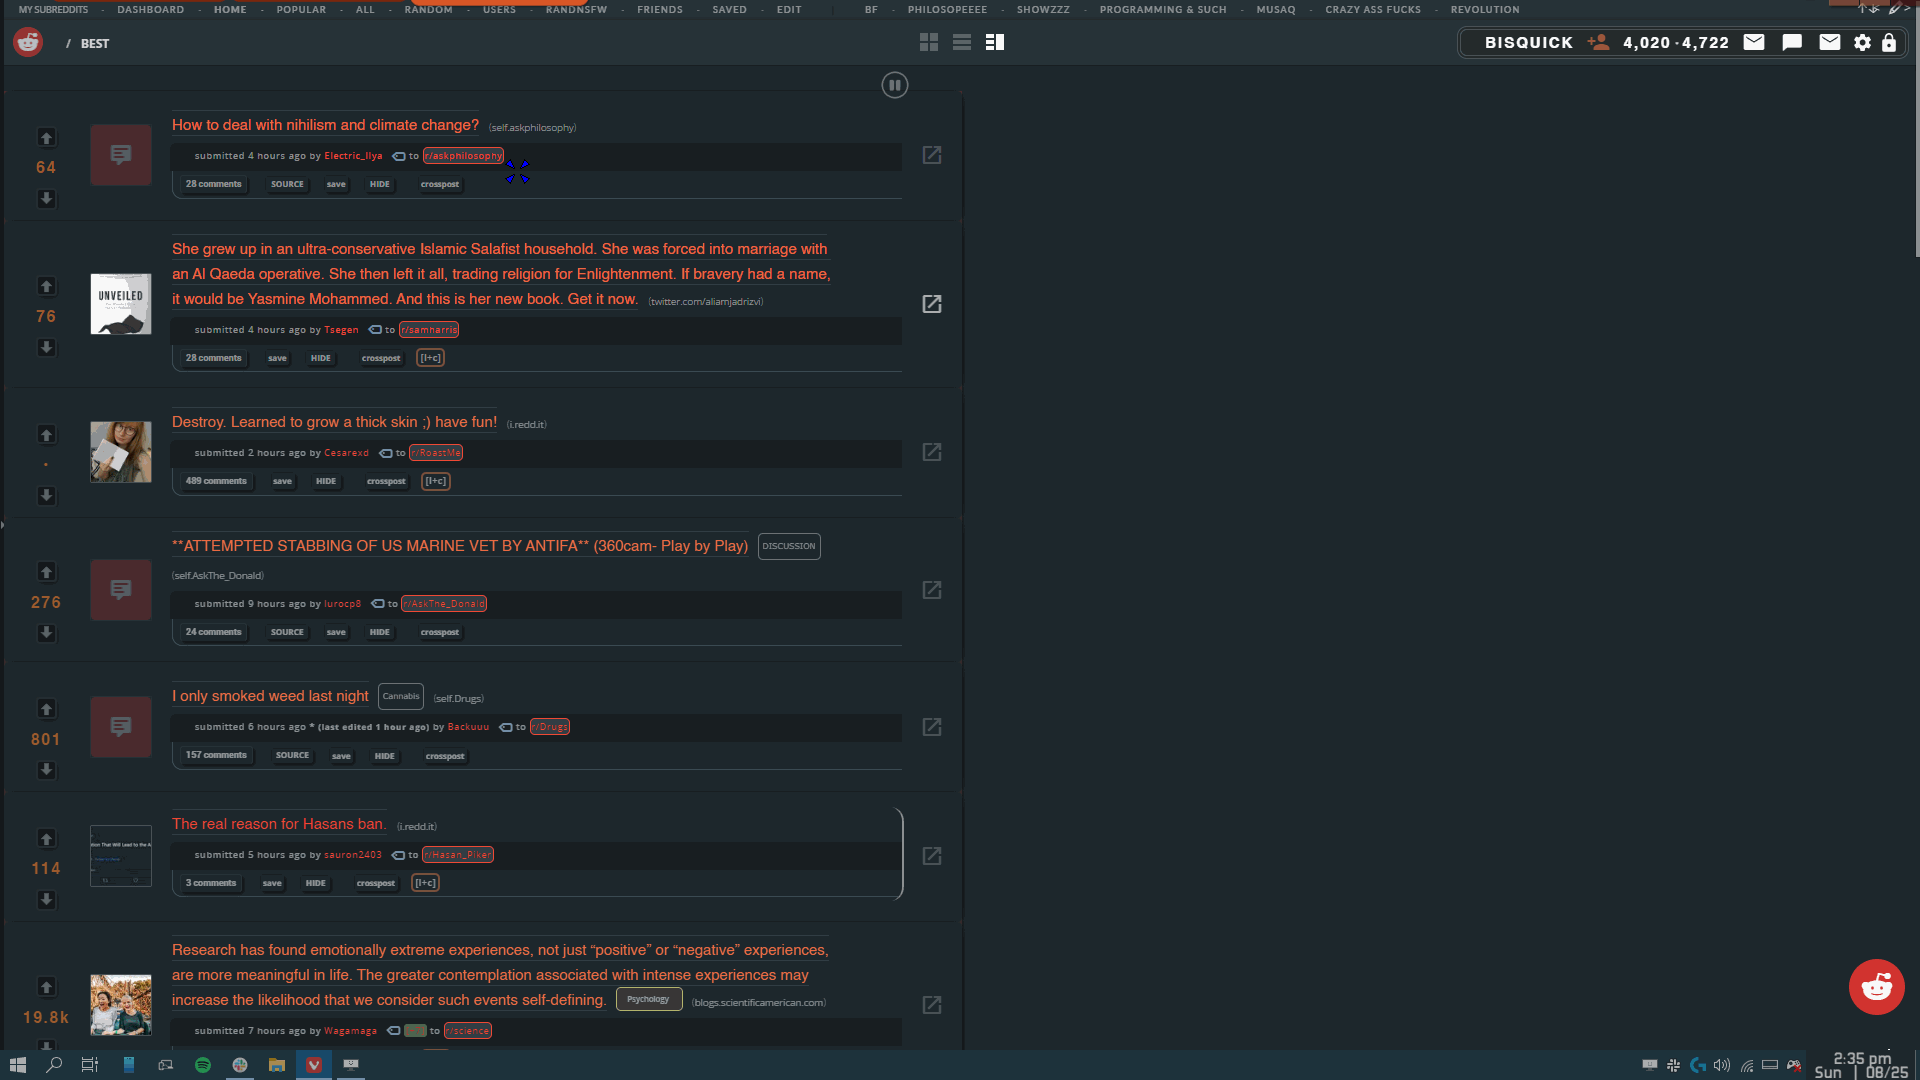 MY SUBREDDITS - DASHBOARD - HOME - POPULAR - ALL - RANDOM - USERS - RANDNSFW - FRIENDS - SAVED - EDIT | BF - PHILOSOPEEEE - SHOWZZZ - PROGRAMMING & SUCH - MUSAQ - CRAZY ASS FUCKS - REVOLUTION
/ BEST
BISQUICK 4,020 · 4,722
How to deal with nihilism and climate change? (self.askphilosophy)
64
submitted 4 hours ago by Electric_Ilya to r/askphilosophy
28 comments SOURCE save HIDE crosspost
She grew up in an ultra-conservative Islamic Salafist household. She was forced into marriage with
an Al Qaeda operative. She then left it all, trading religion for Enlightenment. If bravery had a name,
it would be Yasmine Mohammed. And this is her new book. Get it now. (twitter.com/aliamjadrizvi)
UNVEILED
76
submitted 4 hours ago by Tsegen to r/samharris
28 comments save HIDE crosspost [l+c]
Destroy. Learned to grow a thick skin ;) have fun! (i.redd.it)
submitted 2 hours ago by Cesarexd to r/RoastMe
489 comments save HIDE crosspost [l+c]
**ATTEMPTED STABBING OF US MARINE VET BY ANTIFA** (360cam- Play by Play) DISCUSSION
(self.AskThe_Donald)
276
submitted 9 hours ago by lurocp8 to r/AskThe_Donald
24 comments SOURCE save HIDE crosspost
I only smoked weed last night Cannabis (self.Drugs)
801
submitted 6 hours ago * (last edited 1 hour ago) by Backuuu to r/Drugs
157 comments SOURCE save HIDE crosspost
The real reason for Hasans ban. (i.redd.it)
tion That Will Lead to the A
114
submitted 5 hours ago by sauron2403 to r/Hasan_Piker
3 comments save HIDE crosspost [l+c]
Research has found emotionally extreme experiences, not just “positive” or “negative” experiences,
are more meaningful in life. The greater contemplation associated with intense experiences may
increase the likelihood that we consider such events self-defining. Psychology (blogs.scientificamerican.com)
19.8k
submitted 7 hours ago by Wagamaga to r/science
2:35 pm
Sun | 08/25